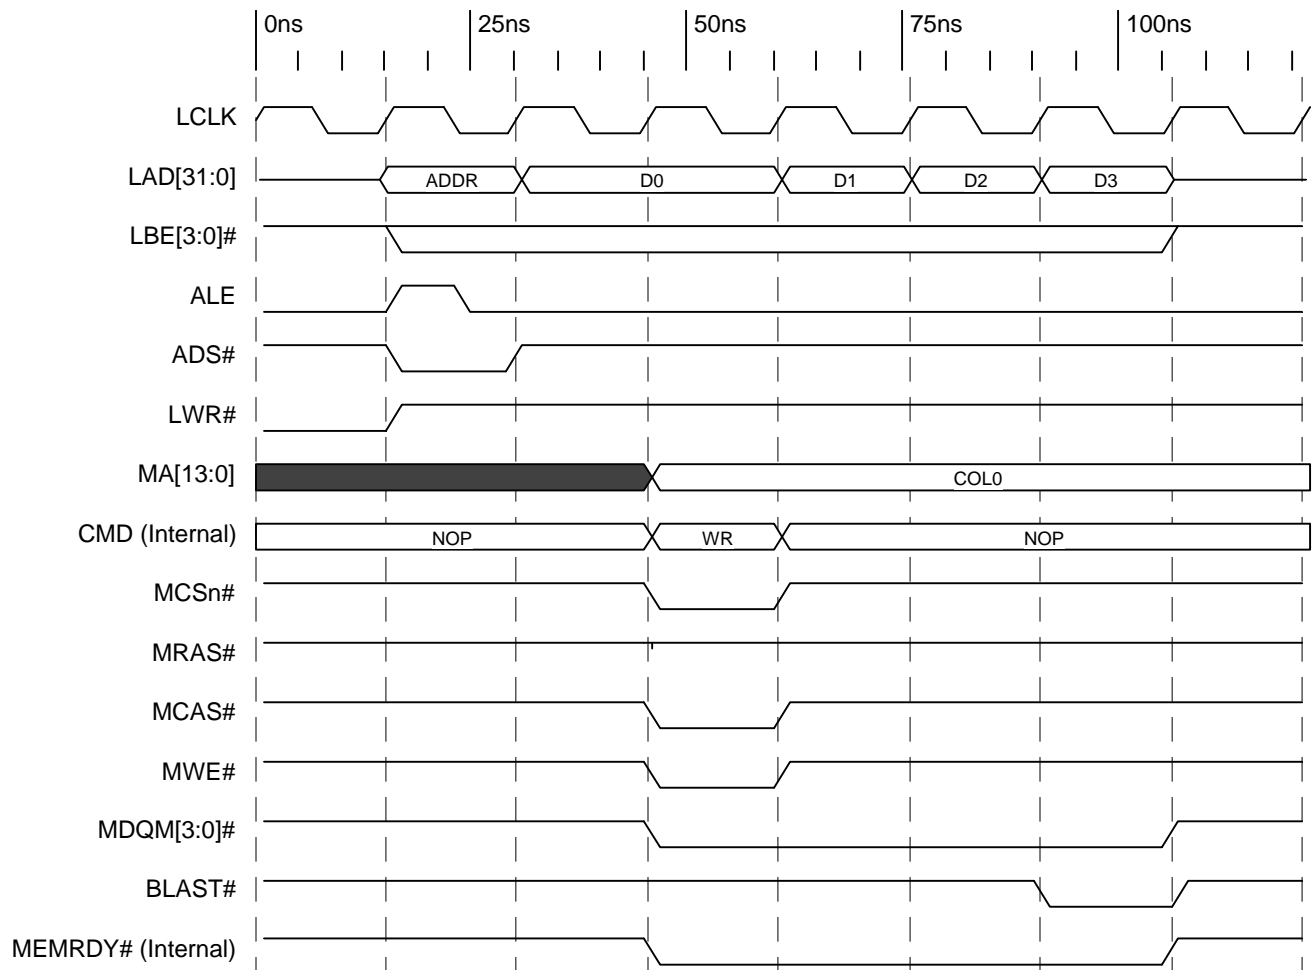 0ns 25ns 50ns 75ns 100ns
LCLK
LAD[31:0] ADDR D0 D1 D2 D3
LBE[3:0]#
ALE
ADS#
LWR#
MA[13:0] COL0
CMD (Internal) NOP WR NOP
MCSn#
MRAS#
MCAS#
MWE#
MDQM[3:0]#
BLAST#
MEMRDY# (Internal)